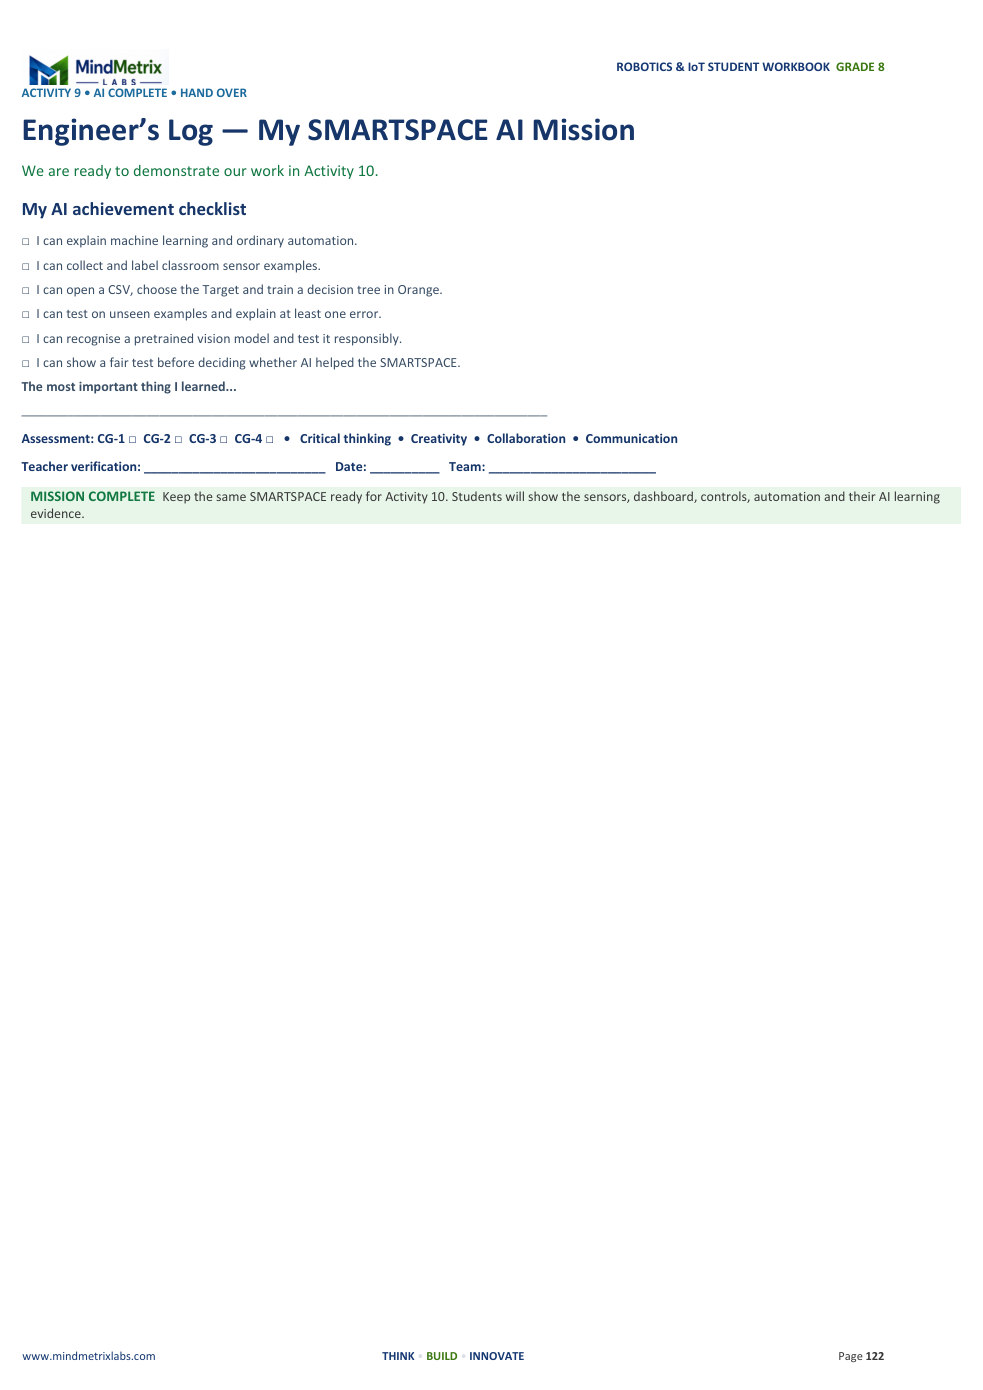 MindMetrix
LABS
ROBOTICS & IoT STUDENT WORKBOOK GRADE 8
ACTIVITY 9 • AI COMPLETE • HAND OVER
Engineer’s Log — My SMARTSPACE AI Mission
We are ready to demonstrate our work in Activity 10.
My AI achievement checklist
□ I can explain machine learning and ordinary automation.
□ I can collect and label classroom sensor examples.
□ I can open a CSV, choose the Target and train a decision tree in Orange.
□ I can test on unseen examples and explain at least one error.
□ I can recognise a pretrained vision model and test it responsibly.
□ I can show a fair test before deciding whether AI helped the SMARTSPACE.
The most important thing I learned...
___________________________________________________________________________
Assessment: CG-1 □ CG-2 □ CG-3 □ CG-4 □ • Critical thinking • Creativity • Collaboration • Communication
Teacher verification: __________________________ Date: __________ Team: ________________________
MISSION COMPLETE Keep the same SMARTSPACE ready for Activity 10. Students will show the sensors, dashboard, controls, automation and their AI learning
evidence.
www.mindmetrixlabs.com
THINK • BUILD • INNOVATE
Page 122